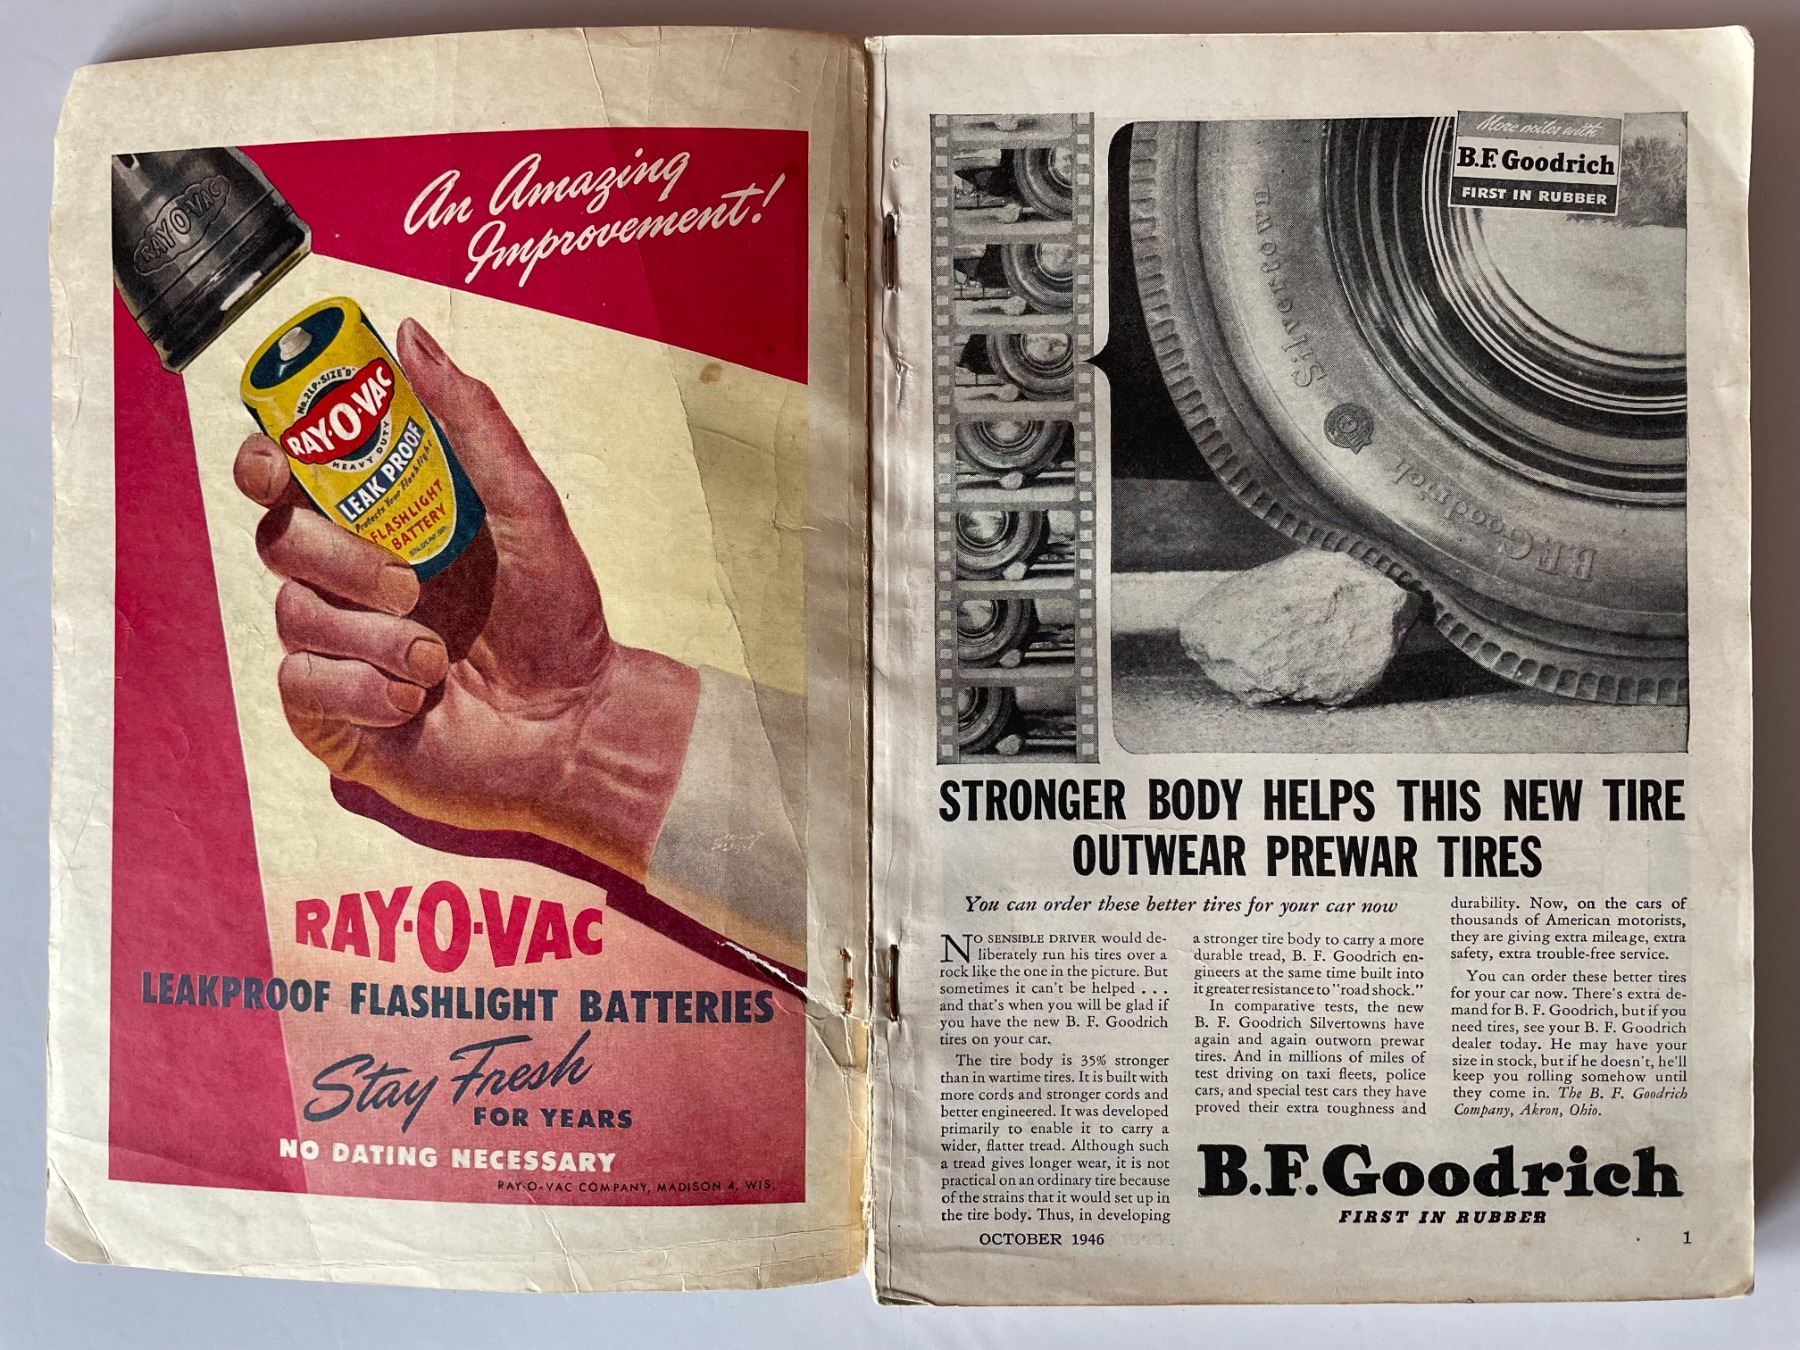 An Amazing
Improvement!
RAY-O-VAC
No. 2LP-SIZE "D"
RAY-O-VAC
HEAVY DUTY
LEAK PROOF
Protects Your Flashlight
FLASHLIGHT
BATTERY
RAY-O-VAC
LEAKPROOF FLASHLIGHT BATTERIES
Stay Fresh
FOR YEARS
NO DATING NECESSARY
RAY-O-VAC COMPANY, MADISON 4, WIS.
More miles with
B.F. Goodrich
FIRST IN RUBBER
Silvertown
B.F. Goodrich
STRONGER BODY HELPS THIS NEW TIRE
OUTWEAR PREWAR TIRES
You can order these better tires for your car now
NO SENSIBLE DRIVER would de-
liberately run his tires over a
rock like the one in the picture. But
sometimes it can't be helped . . .
and that's when you will be glad if
you have the new B. F. Goodrich
tires on your car.
The tire body is 35% stronger
than in wartime tires. It is built with
more cords and stronger cords and
better engineered. It was developed
primarily to enable it to carry a
wider, flatter tread. Although such
a tread gives longer wear, it is not
practical on an ordinary tire because
of the strains that it would set up in
the tire body. Thus, in developing
a stronger tire body to carry a more
durable tread, B. F. Goodrich en-
gineers at the same time built into
it greater resistance to "road shock."
In comparative tests, the new
B. F. Goodrich Silvertowns have
again and again outworn prewar
tires. And in millions of miles of
test driving on taxi fleets, police
cars, and special test cars they have
proved their extra toughness and
durability. Now, on the cars of
thousands of American motorists,
they are giving extra mileage, extra
safety, extra trouble-free service.
You can order these better tires
for your car now. There's extra de-
mand for B. F. Goodrich, but if you
need tires, see your B. F. Goodrich
dealer today. He may have your
size in stock, but if he doesn't, he'll
keep you rolling somehow until
they come in. The B. F. Goodrich
Company, Akron, Ohio.
B.F. Goodrich
FIRST IN RUBBER
OCTOBER 1946
1